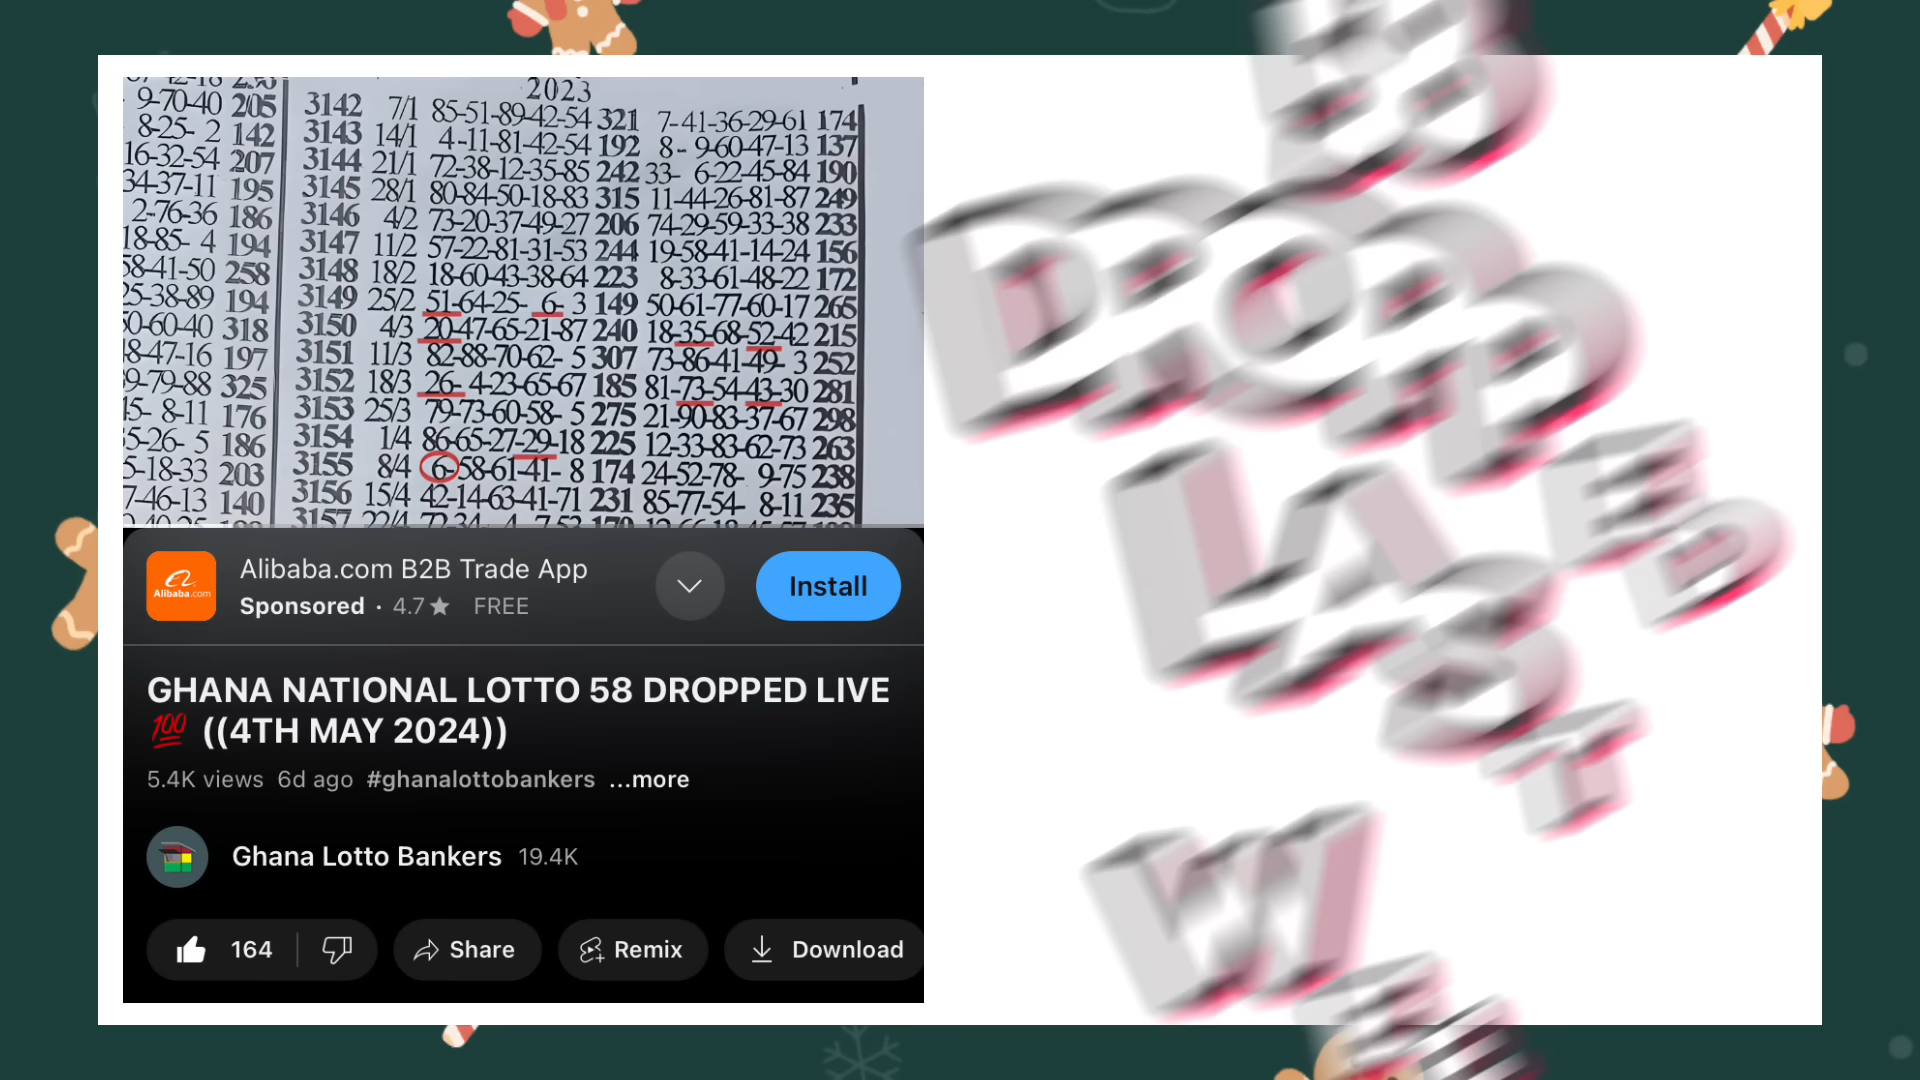 2023
9-70-40 205 3142 7/1 85-51-89-42-54 321 7-41-36-29-61 174
8-25- 2 142 3143 14/1 4-11-81-42-54 192 8- 9-60-47-13 137
16-32-54 207 3144 21/1 72-38-12-35-85 242 33- 6-22-45-84 190
34-37-11 195 3145 28/1 80-84-50-18-83 315 11-44-26-81-87 249
2-76-36 186 3146 4/2 73-20-37-49-27 206 74-29-59-33-38 233
18-85- 4 194 3147 11/2 57-22-81-31-53 244 19-58-41-14-24 156
58-41-50 258 3148 18/2 18-60-43-38-64 223 8-33-61-48-22 172
25-38-89 194 3149 25/2 51-64-25- 6- 3 149 50-61-77-60-17 265
0-60-40 318 3150 4/3 20-47-65-21-87 240 18-35-68-52-42 215
8-47-16 197 3151 11/3 82-88-70-62- 5 307 73-86-41-49- 3 252
9-79-88 325 3152 18/3 26- 4-23-65-67 185 81-73-54-43-30 281
5- 8-11 176 3153 25/3 79-73-60-58- 5 275 21-90-83-37-67 298
5-26- 5 186 3154 1/4 86-65-27-29-18 225 12-33-83-62-73 263
5-18-33 203 3155 8/4 6-58-61-41- 8 174 24-52-78- 9-75 238
7-46-13 140 3156 15/4 42-14-63-41-71 231 85-77-54- 8-11 235
3157 22/4
Alibaba.com
Alibaba.com B2B Trade App
Sponsored · 4.7★ FREE
Install
GHANA NATIONAL LOTTO 58 DROPPED LIVE
💯 ((4TH MAY 2024))
5.4K views 6d ago #ghanalottobankers ...more
Ghana Lotto Bankers 19.4K
164 Share Remix Download
DROPPED
LAST